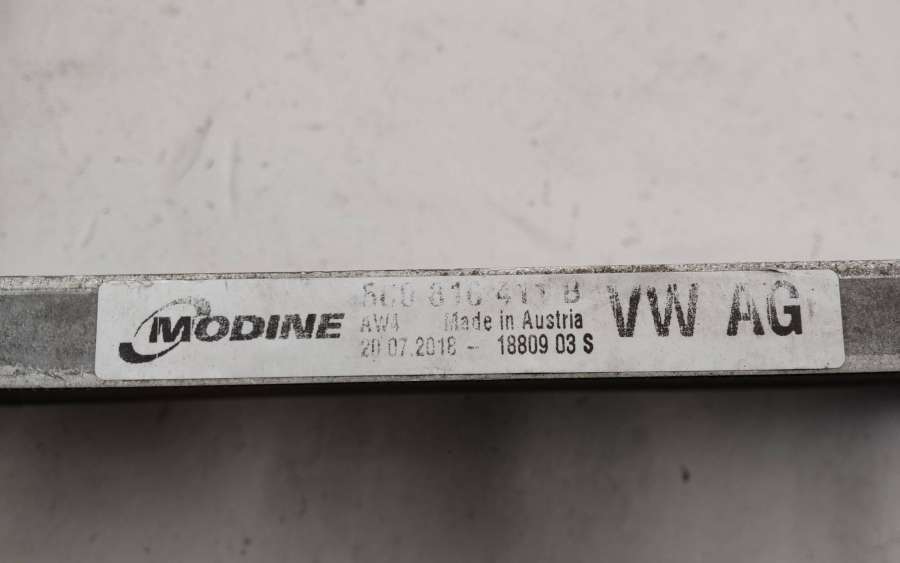 MODINE
5C0 816 411 B
AW4 Made in Austria
20.07.2018 - 18809 03 S
VW AG